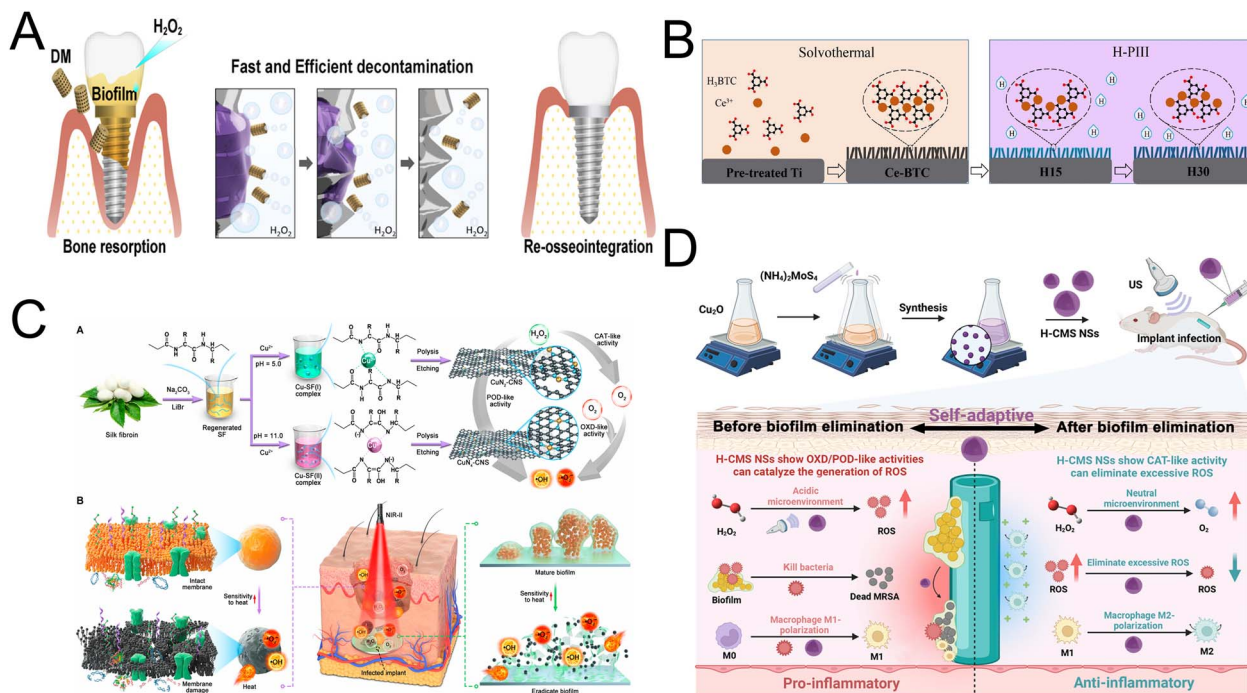 A
H₂O₂
DM
Biofilm
Bone resorption
Fast and Efficient decontamination
H₂O₂
H₂O₂
H₂O₂
Re-osseointegration
B
Solvothermal
H₃BTC
Ce³⁺
Pre-treated Ti
Ce-BTC
H-PIII
H
H
H
H
H
H
H
H15
H30
C
A
Silk fibroin
Na₂CO₃
LiBr
Regenerated
SF
Cu²⁺
pH = 5.0
Cu-SF(I)
complex
pH = 11.0
Cu²⁺
Cu-SF(II)
complex
Polysis
Etching
CuN₂-CNS
Polysis
Etching
CuN₄-CNS
H₂O₂
CAT-like
activity
POD-like
activity
O₂
O₂
OXD-like
activity
•OH
B
Intact
membrane
Sensitivity
to heat
Membrane
damage
Heat
•OH
NIR-II
Infected implant
Mature biofilm
Sensitivity
to heat
•OH
•OH
Eradicate biofilm
D
Cu₂O
(NH₄)₂MoS₄
Synthesis
H-CMS NSs
US
Implant infection
Self-adaptive
Before biofilm elimination
After biofilm elimination
H-CMS NSs show OXD/POD-like activities
can catalyze the generation of ROS
H₂O₂
Acidic
microenvironment
ROS
Biofilm
Kill bacteria
Dead MRSA
M0
Macrophage M1-
polarization
M1
Pro-inflammatory
H-CMS NSs show CAT-like activity
can eliminate excessive ROS
H₂O₂
Neutral
microenvironment
O₂
ROS
Eliminate excessive ROS
ROS
M1
Macrophage M2-
polarization
M2
Anti-inflammatory